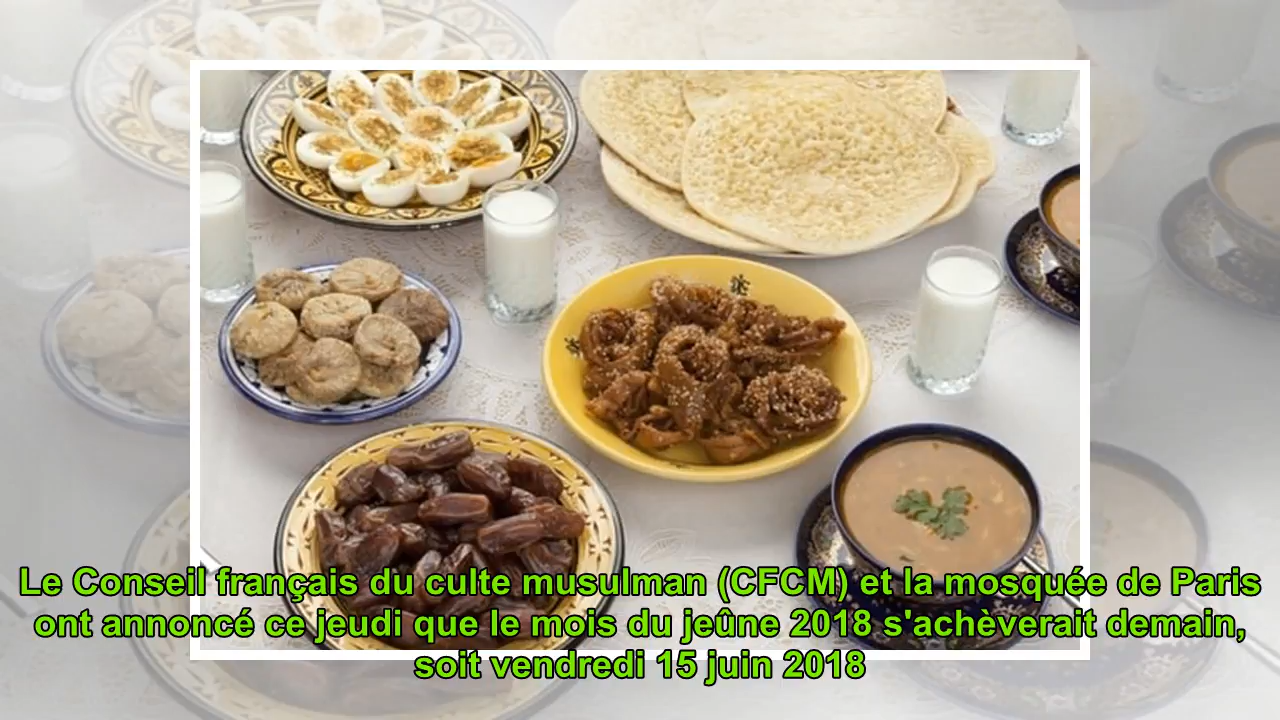 Le Conseil français du culte musulman (CFCM) et la mosquée de Paris
ont annoncé ce jeudi que le mois du jeûne 2018 s'achèverait demain,
soit vendredi 15 juin 2018